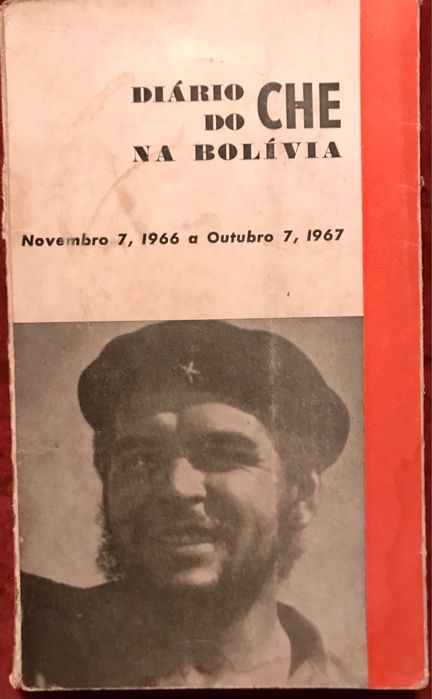 DIÁRIO
DO CHE
NA BOLÍVIA
Novembro 7, 1966 a Outubro 7, 1967